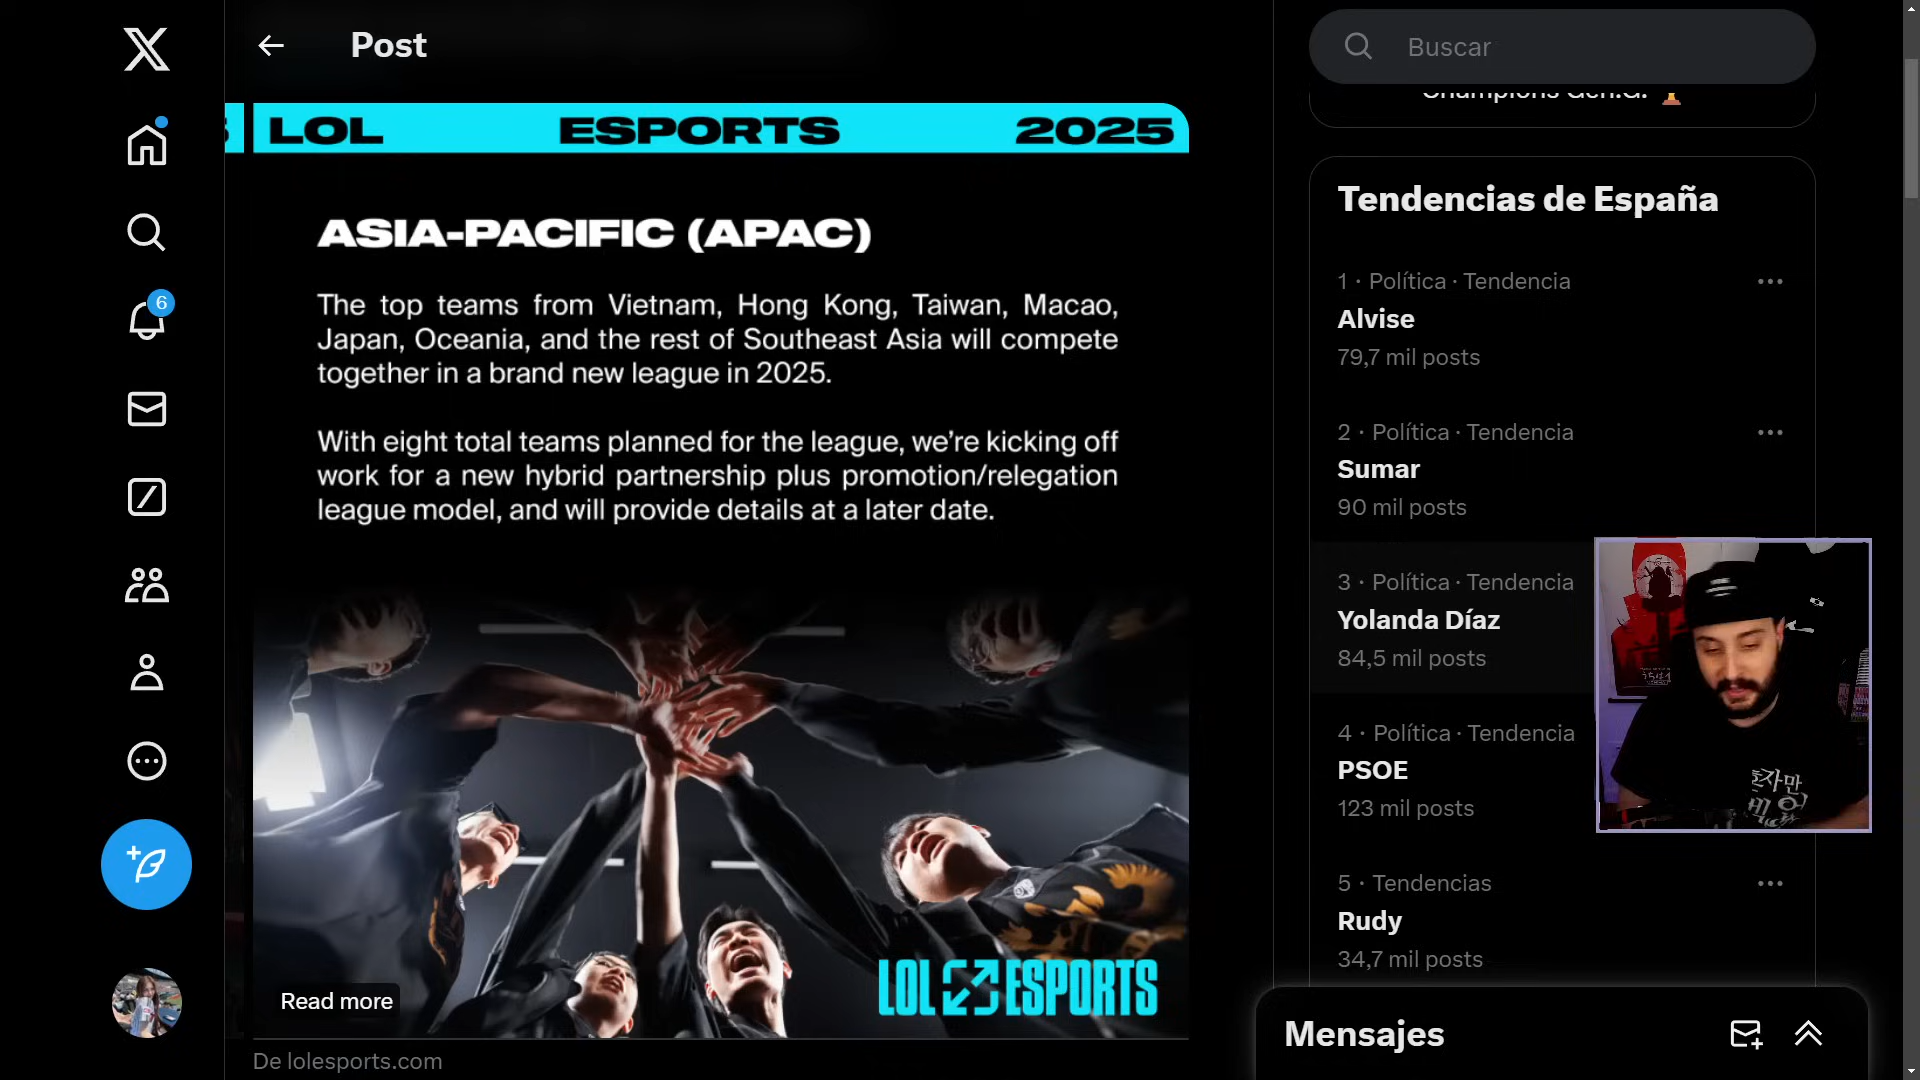 Post
Buscar
LOL ESPORTS 2025
ASIA-PACIFIC (APAC)
The top teams from Vietnam, Hong Kong, Taiwan, Macao,
Japan, Oceania, and the rest of Southeast Asia will compete
together in a brand new league in 2025.
With eight total teams planned for the league, we’re kicking off
work for a new hybrid partnership plus promotion/relegation
league model, and will provide details at a later date.
LOL ESPORTS
Read more
De lolesports.com
6
Champions Gen.G.
Tendencias de España
1 · Política · Tendencia
Alvise
79,7 mil posts
2 · Política · Tendencia
Sumar
90 mil posts
3 · Política · Tendencia
Yolanda Díaz
84,5 mil posts
4 · Política · Tendencia
PSOE
123 mil posts
5 · Tendencias
Rudy
34,7 mil posts
혼자만
Mensajes